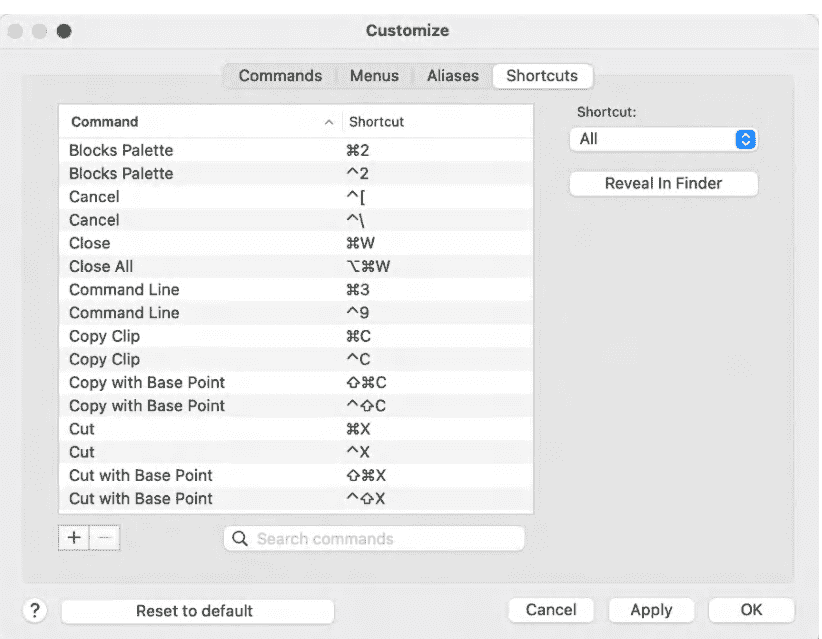 Customize
Commands Menus Aliases Shortcuts
Command Shortcut
Blocks Palette ⌘2
Blocks Palette ^2
Cancel ^[
Cancel ^\
Close ⌘W
Close All ⌥⌘W
Command Line ⌘3
Command Line ^9
Copy Clip ⌘C
Copy Clip ^C
Copy with Base Point ⇧⌘C
Copy with Base Point ^⇧C
Cut ⌘X
Cut ^X
Cut with Base Point ⇧⌘X
Cut with Base Point ^⇧X
+ −
Search commands
Shortcut:
All
Reveal In Finder
? Reset to default Cancel Apply OK